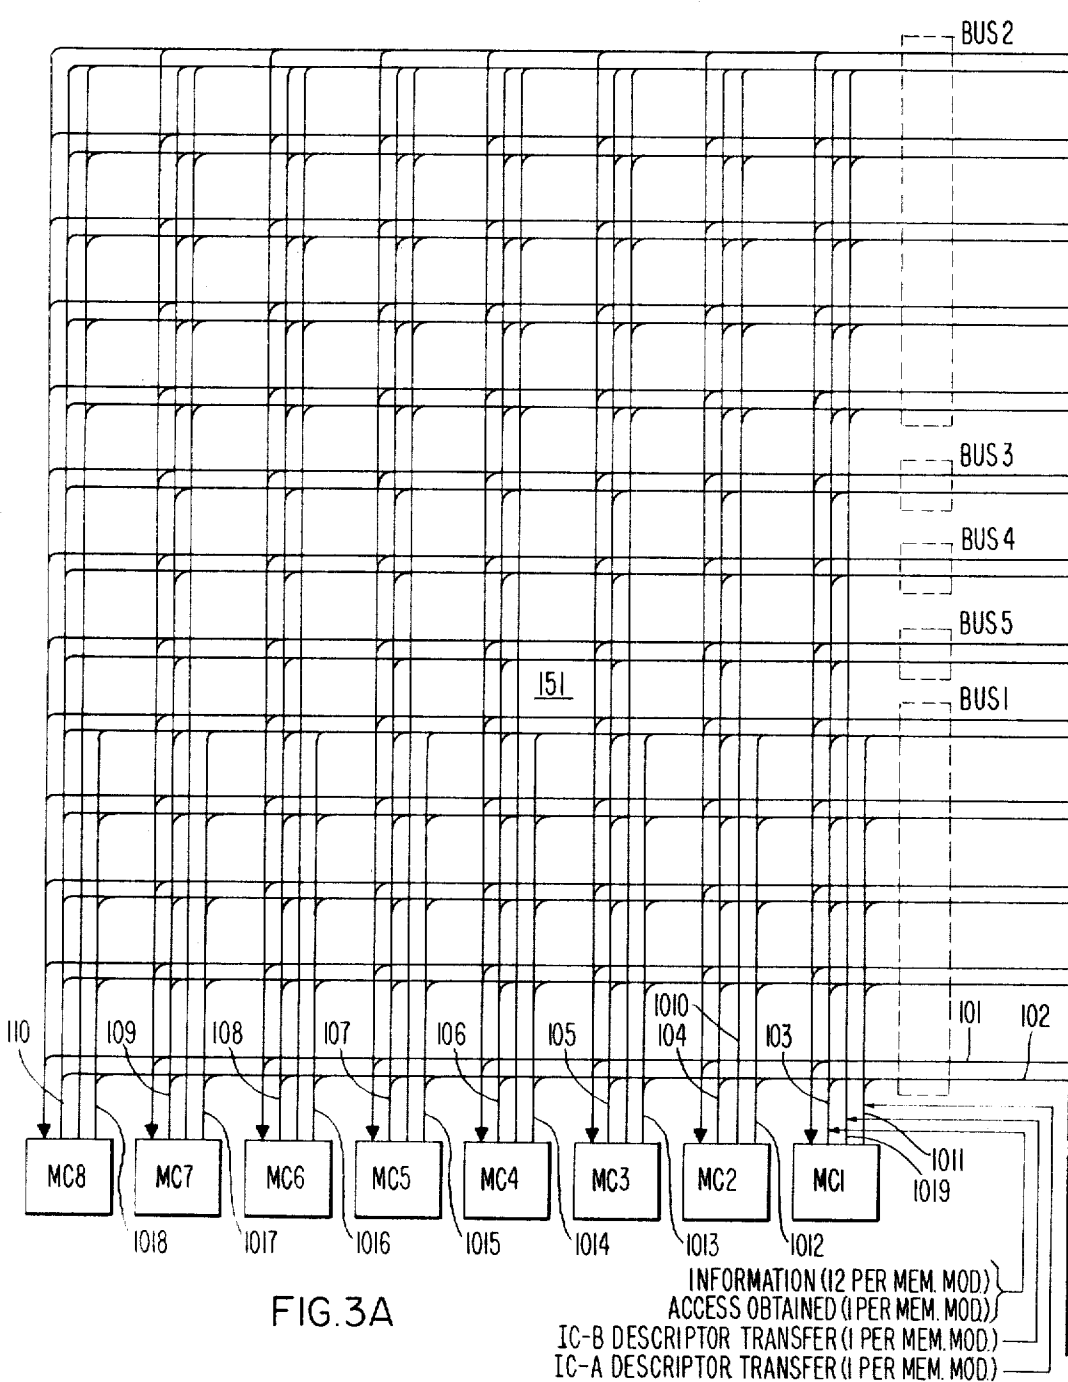 BUS 2
BUS 3
BUS 4
BUS 5
151
BUS 1
101
102
110
109
108
107
106
105
1010
104
103
MC8
MC7
MC6
MC5
MC4
MC3
MC2
MC1
1011
1019
1018
1017
1016
1015
1014
1013
1012
INFORMATION (12 PER MEM. MOD.)
ACCESS OBTAINED (1 PER MEM. MOD.)
IC-B DESCRIPTOR TRANSFER (1 PER MEM. MOD.)
IC-A DESCRIPTOR TRANSFER (1 PER MEM. MOD.)
FIG. 3A